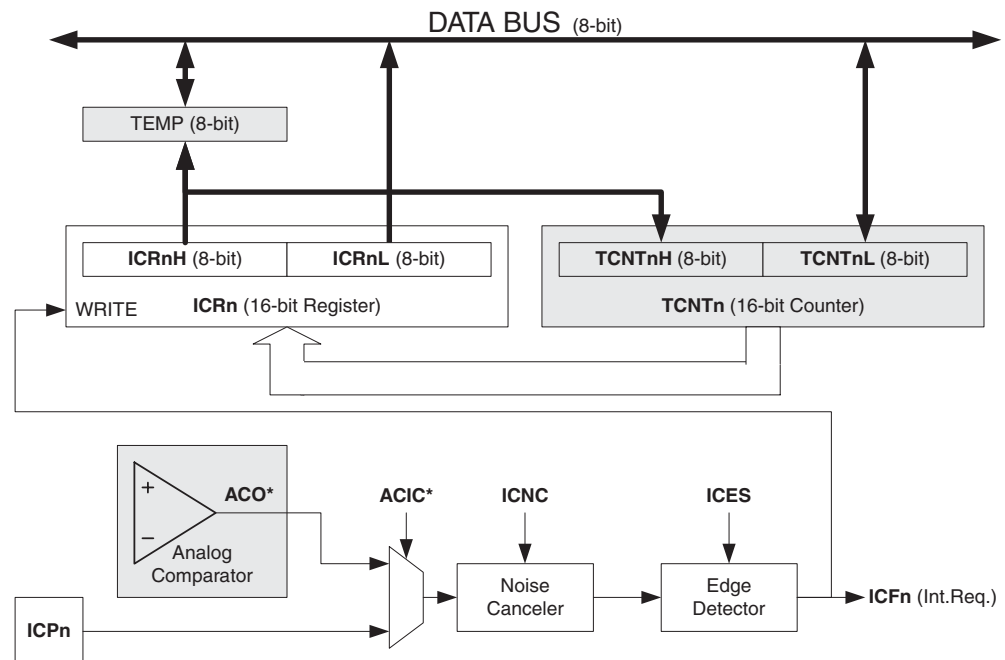 DATA BUS (8-bit)
TEMP (8-bit)
ICRnH (8-bit) ICRnL (8-bit) TCNTnH (8-bit) TCNTnL (8-bit)
WRITE ICRn (16-bit Register) TCNTn (16-bit Counter)
+
−
ACO*
Analog
Comparator
ACIC*
ICNC
ICES
Noise
Canceler
Edge
Detector
ICFn (Int.Req.)
ICPn